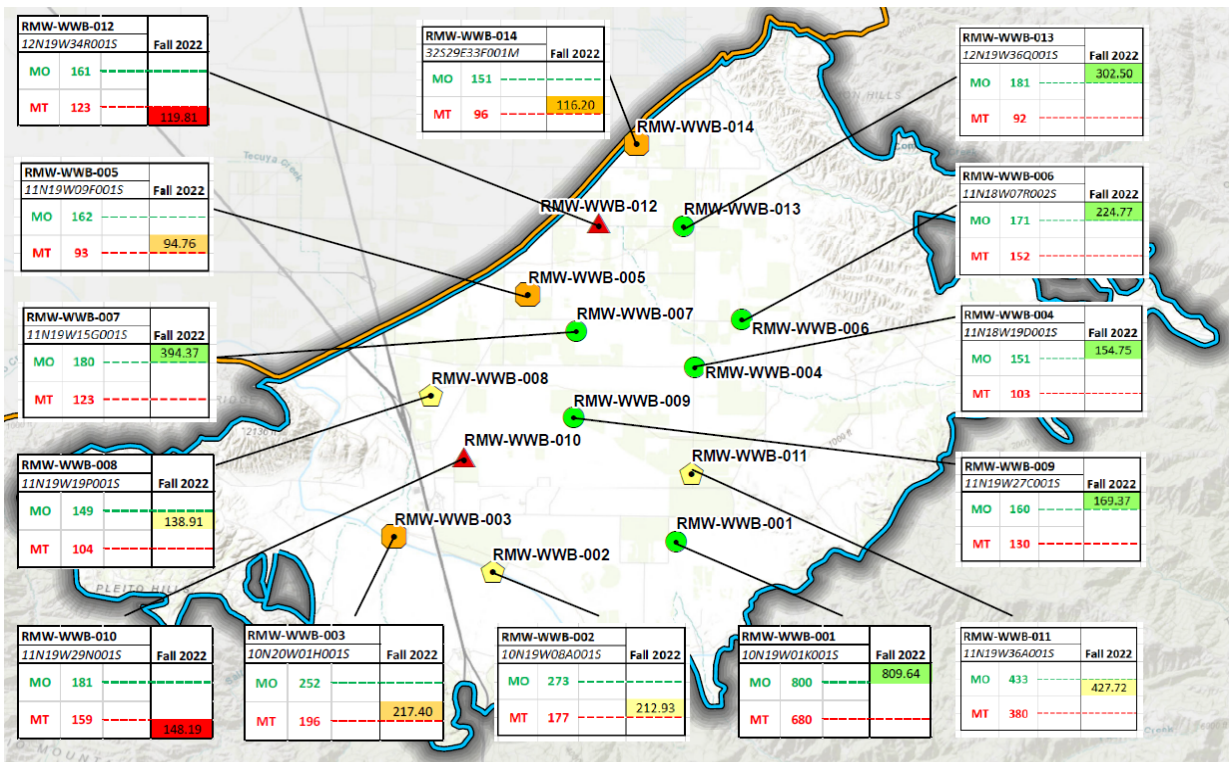 RMW-WWB-012
12N19W34R001S Fall 2022
MO 161
MT 123
119.81
RMW-WWB-014
32S29E33F001M Fall 2022
MO 151
MT 96 116.20
RMW-WWB-013
12N19W36Q001S Fall 2022
MO 181 302.50
MT 92
RMW-WWB-005
11N19W09F001S Fall 2022
MO 162
MT 93 94.76
RMW-WWB-006
11N18W07R002S Fall 2022
MO 171 224.77
MT 152
RMW-WWB-007
11N19W15G001S Fall 2022
MO 180 394.37
MT 123
RMW-WWB-004
11N18W19D001S Fall 2022
MO 151 154.75
MT 103
RMW-WWB-008
11N19W19P001S Fall 2022
MO 149 138.91
MT 104
RMW-WWB-009
11N19W27C001S Fall 2022
MO 160 169.37
MT 130
RMW-WWB-010
11N19W29N001S Fall 2022
MO 181
MT 159
148.19
RMW-WWB-003
10N20W01H001S Fall 2022
MO 252
MT 196 217.40
RMW-WWB-002
10N19W08A001S Fall 2022
MO 273
MT 177 212.93
RMW-WWB-001
10N19W01K001S Fall 2022
MO 800 809.64
MT 680
RMW-WWB-011
11N19W36A001S Fall 2022
MO 433 427.72
MT 380
Tecuya Creek
HILLS
RMW-WWB-014
RMW-WWB-012
RMW-WWB-013
RMW-WWB-005
RMW-WWB-007
RMW-WWB-006
RMW-WWB-004
RMW-WWB-008
RMW-WWB-009
RMW-WWB-010
RMW-WWB-011
RMW-WWB-003
RMW-WWB-001
RMW-WWB-002
PLEITO HILLS
1000 ft
Creek